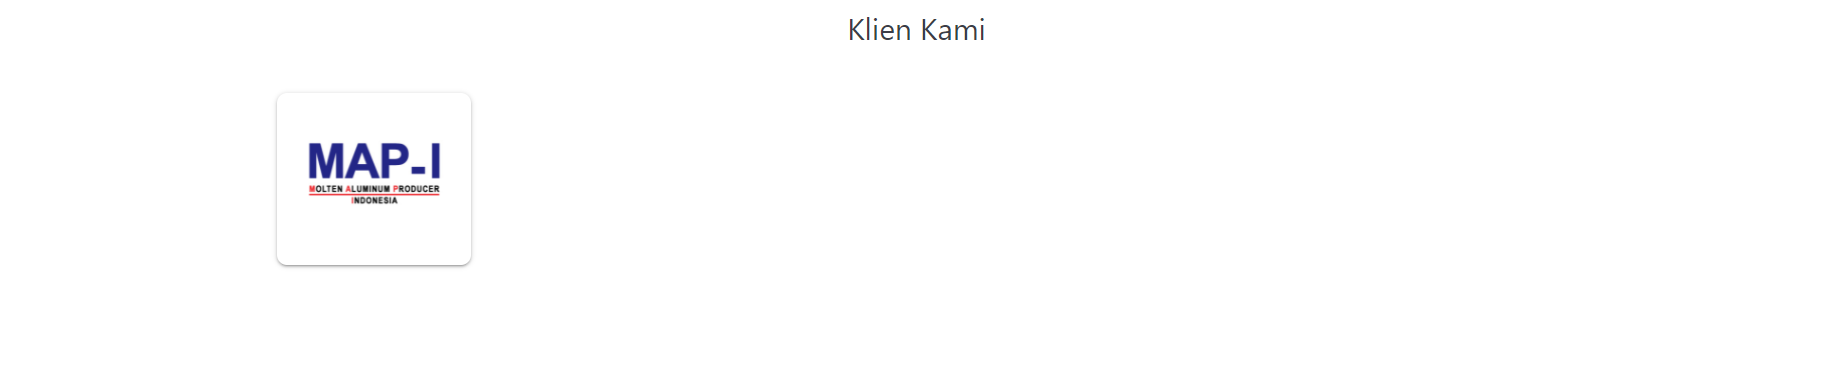 Klien Kami
MAP-I
MOLTEN ALUMINUM PRODUCER
INDONESIA